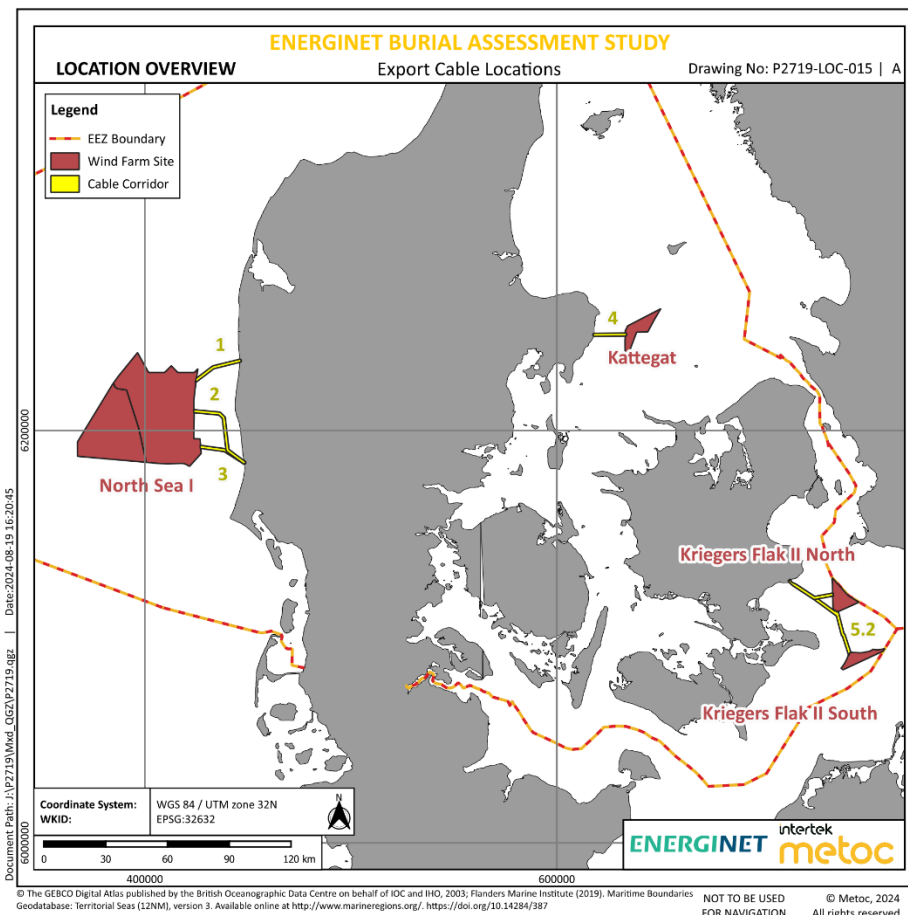 ENERGINET BURIAL ASSESSMENT STUDY
LOCATION OVERVIEW
Export Cable Locations
Drawing No: P2719-LOC-015 | A
Legend
EEZ Boundary
Wind Farm Site
Cable Corridor
1
2
3
North Sea I
4
Kattegat
Kriegers Flak II North
5.2
Kriegers Flak II South
6200000
6000000
400000
600000
Coordinate System: WGS 84 / UTM zone 32N
WKID: EPSG:32632
N
0 30 60 90 120 km
ENERGINET
intertek
metoc
Document Path: J:\P2719\Mxd_QGZ\P2719.qgz | Date:2024-08-19 16:20:45
© The GEBCO Digital Atlas published by the British Oceanographic Data Centre on behalf of IOC and IHO, 2003; Flanders Marine Institute (2019). Maritime Boundaries
Geodatabase: Territorial Seas (12NM), version 3. Available online at http://www.marineregions.org/. https://doi.org/10.14284/387
NOT TO BE USED
FOR NAVIGATION
© Metoc, 2024
All rights reserved